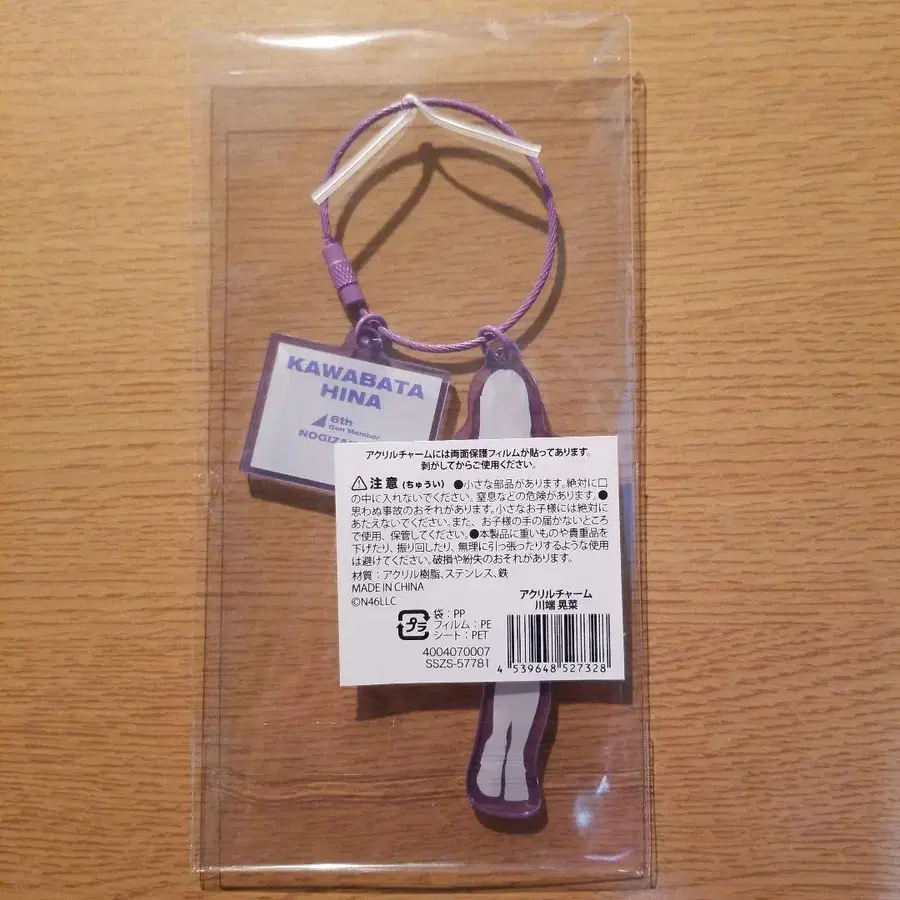 KAWABATA
HINA
6th
Gen Member
アクリルチャームには両面保護フィルムが貼ってあります。
剥がしてからご使用ください。
注意 (ちゅうい) ●小さな部品があります。絶対に口
の中に入れないでください。窒息などの危険があります。●
思わぬ事故のおそれがあります。小さなお子様には絶対に
あたえないでください。また、お子様の手の届かないところ
で使用、保管してください。●本製品に重いものや貴重品を
下げたり、振り回したり、無理に引っ張ったりするような使用
は避けてください。破損や紛失のおそれがあります。
材質：アクリル樹脂、ステンレス、鉄
MADE IN CHINA
©N46LLC
アクリルチャーム
川端 晃菜
プラ
袋：PP
フィルム：PE
シート：PET
4004070007
SSZS-57781
4 539648 527328